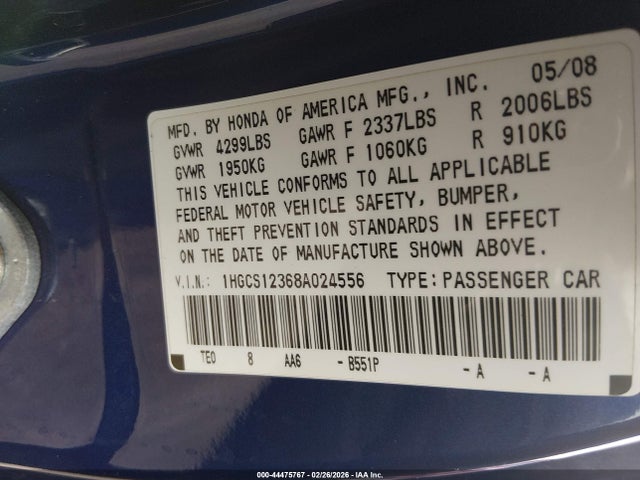 MFD. BY HONDA OF AMERICA MFG., INC. 05/08
GVWR 4299LBS GAWR F 2337LBS R 2006LBS
GVWR 1950KG GAWR F 1060KG R 910KG
THIS VEHICLE CONFORMS TO ALL APPLICABLE
FEDERAL MOTOR VEHICLE SAFETY, BUMPER,
AND THEFT PREVENTION STANDARDS IN EFFECT
ON THE DATE OF MANUFACTURE SHOWN ABOVE.
V.I.N.: 1HGCS12368A024556 TYPE: PASSENGER CAR
TE0 8 AA6 - B551P - A - A
000-44475767 - 02/26/2026 - IAA Inc.